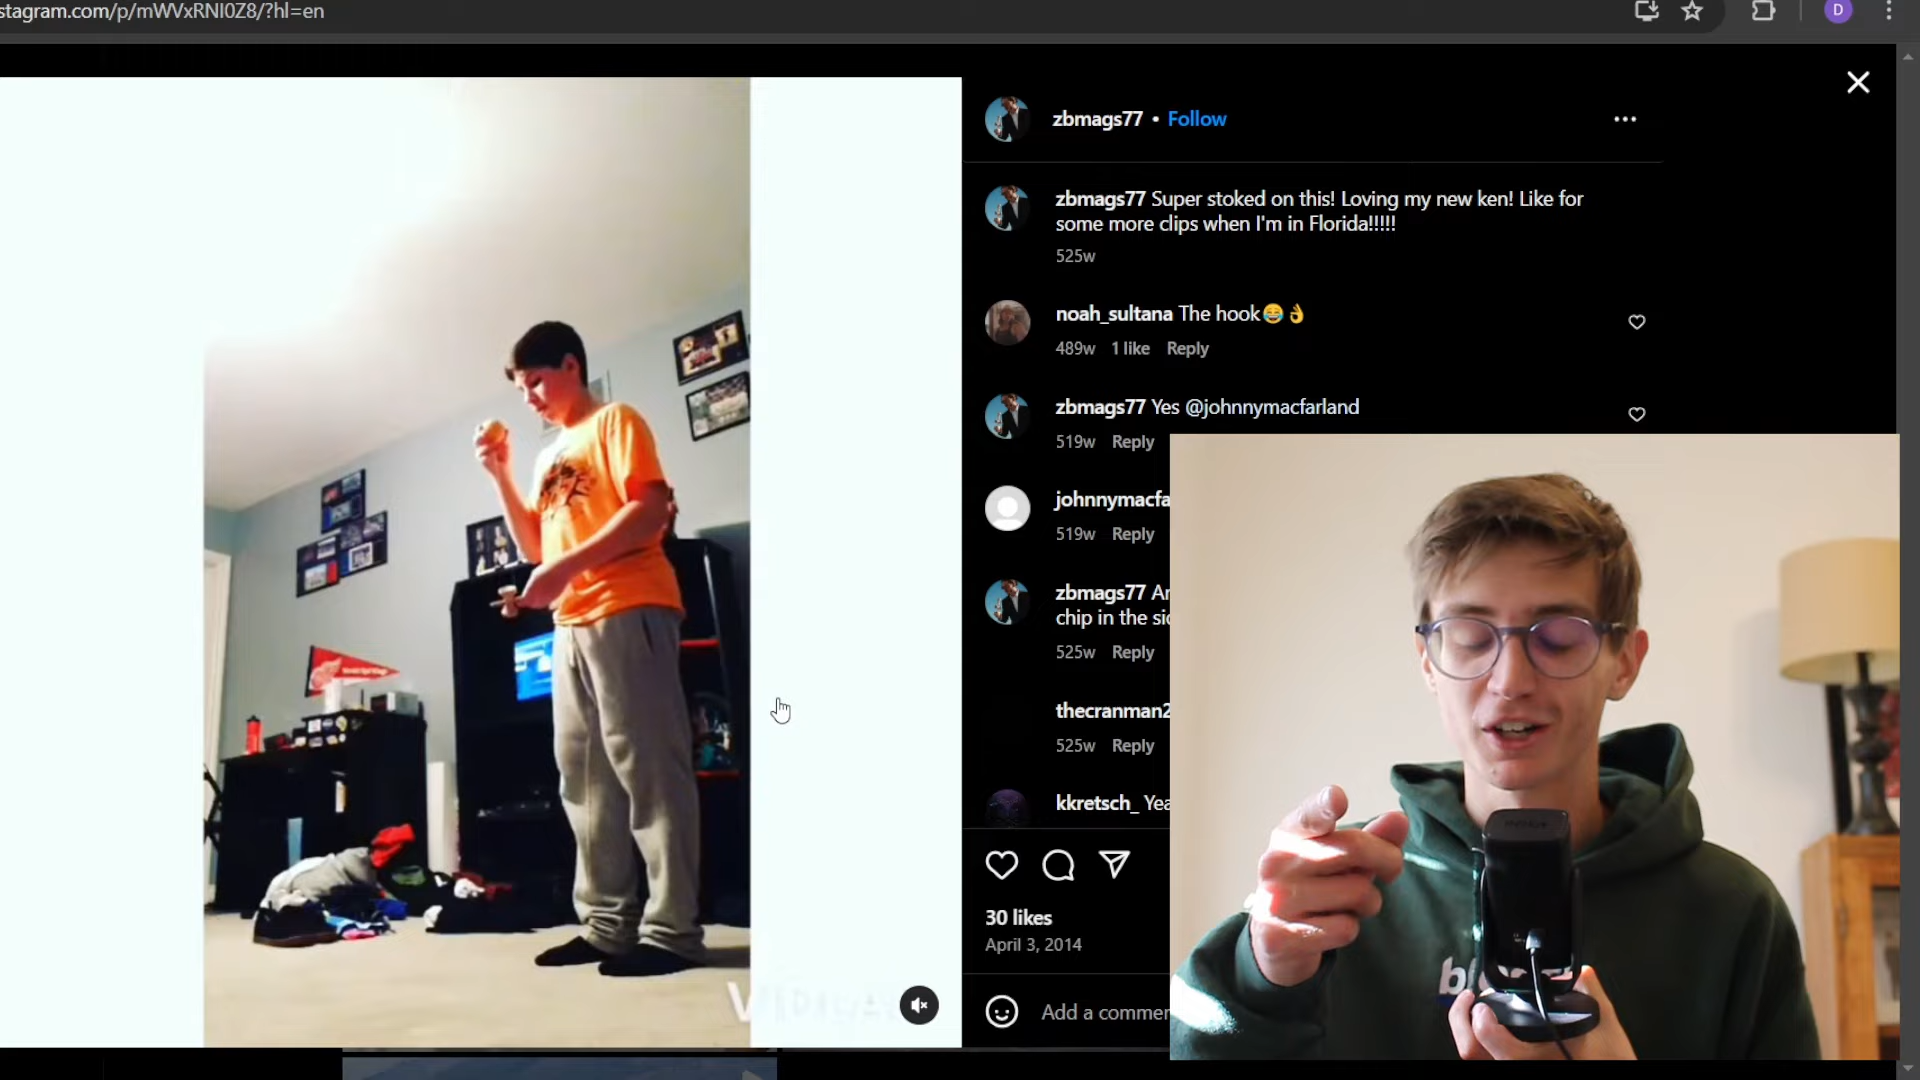 stagram.com/p/mWVxRNI0Z8/?hl=en
D
zbmags77 • Follow
zbmags77 Super stoked on this! Loving my new ken! Like for
some more clips when I'm in Florida!!!!!
525w
noah_sultana The hook😂👌
489w 1 like Reply
zbmags77 Yes @johnnymacfarland
519w Reply
johnnymacfa
519w Reply
zbmags77 An
chip in the sid
525w Reply
thecranman2
525w Reply
kkretsch_ Yea
30 likes
April 3, 2014
Add a commen